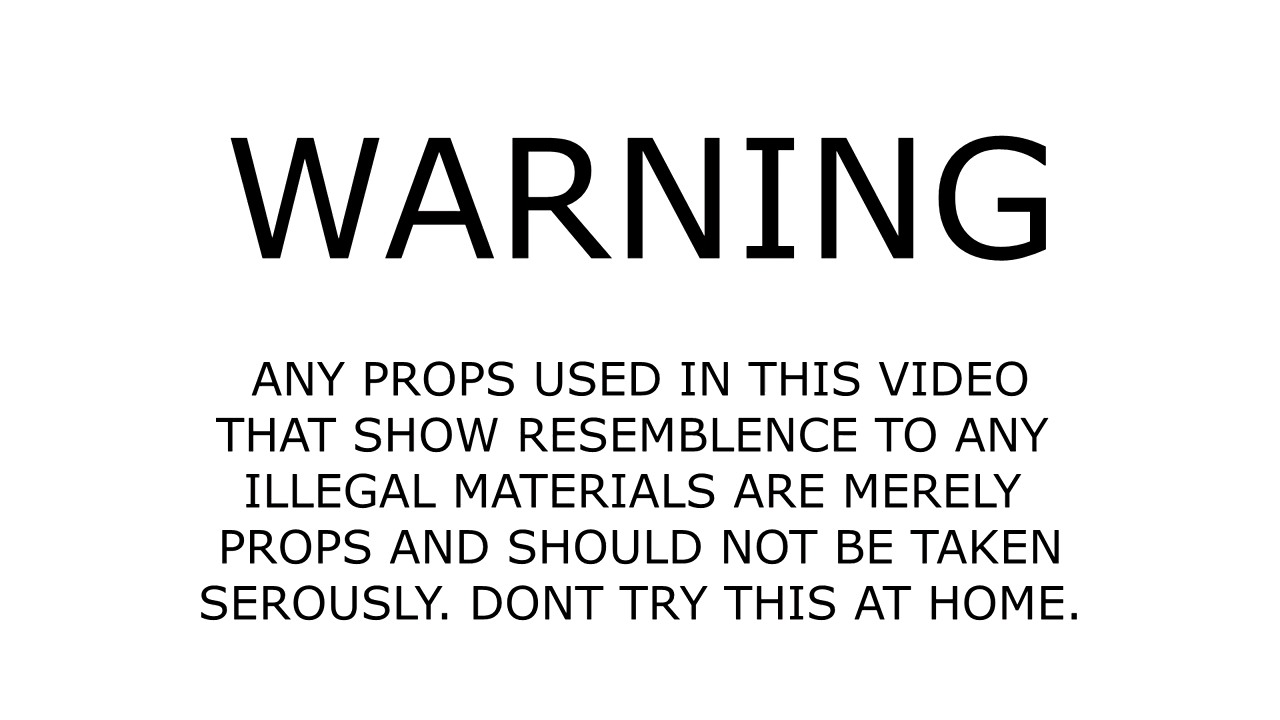 WARNING
ANY PROPS USED IN THIS VIDEO
THAT SHOW RESEMBLENCE TO ANY
ILLEGAL MATERIALS ARE MERELY
PROPS AND SHOULD NOT BE TAKEN
SEROUSLY. DONT TRY THIS AT HOME.